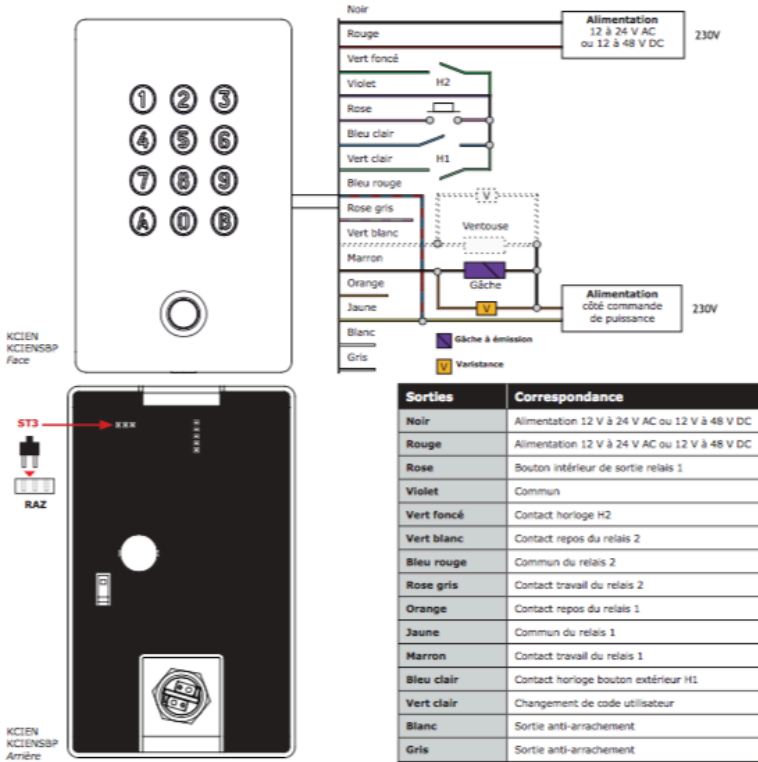 Noir
Alimentation
12 à 24 V AC
ou 12 à 48 V DC
230V
Rouge
Vert foncé
H2
Violet
Rose
Bleu clair
Vert clair
H1
Bleu rouge
V
Rose gris
Ventouse
Vert blanc
Marron
Gâche
Orange
V
Alimentation
côté commande
de puissance
230V
Jaune
Blanc
Gâche à émission
Gris
V
Varistance
1 2 3
4 5 6
7 8 9
A 0 B
KCIEN
KCIENSBP
Face
ST3
RAZ
KCIEN
KCIENSBP
Arrière
Sorties Correspondance
Noir Alimentation 12 V à 24 V AC ou 12 V à 48 V DC
Rouge Alimentation 12 V à 24 V AC ou 12 V à 48 V DC
Rose Bouton intérieur de sortie relais 1
Violet Commun
Vert foncé Contact horloge H2
Vert blanc Contact repos du relais 2
Bleu rouge Commun du relais 2
Rose gris Contact travail du relais 2
Orange Contact repos du relais 1
Jaune Commun du relais 1
Marron Contact travail du relais 1
Bleu clair Contact horloge bouton extérieur H1
Vert clair Changement de code utilisateur
Blanc Sortie anti-arrachement
Gris Sortie anti-arrachement